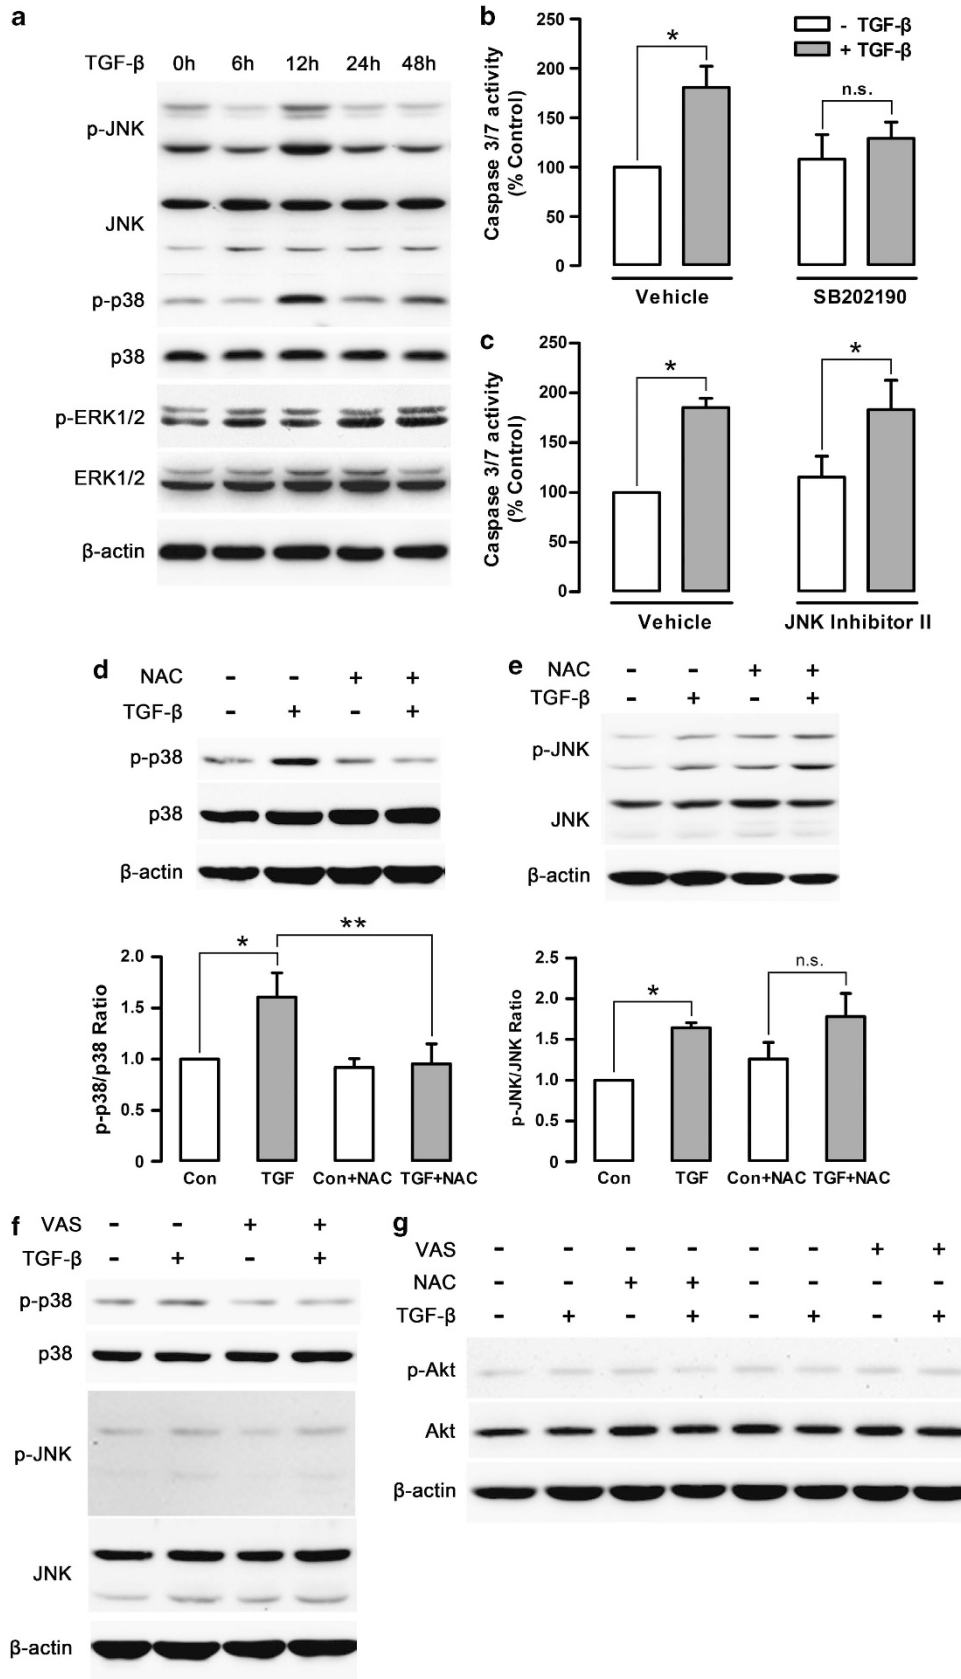 a
TGF-β 0h 6h 12h 24h 48h
p-JNK
JNK
p-p38
p38
p-ERK1/2
ERK1/2
β-actin
b
Caspase 3/7 activity
(% Control)
250
200
150
100
50
0
*
n.s.
- TGF-β
+ TGF-β
Vehicle SB202190
c
Caspase 3/7 activity
(% Control)
250
200
150
100
50
0
*
*
Vehicle JNK Inhibitor II
d
NAC - - + +
TGF-β - + - +
p-p38
p38
β-actin
p-p38/p38 Ratio
2.0
1.5
1.0
0.5
0
*
**
Con TGF Con+NAC TGF+NAC
e
NAC - - + +
TGF-β - + - +
p-JNK
JNK
β-actin
p-JNK/JNK Ratio
2.5
2.0
1.5
1.0
0.5
0
*
n.s.
Con TGF Con+NAC TGF+NAC
f
VAS - - + +
TGF-β - + - +
p-p38
p38
p-JNK
JNK
β-actin
g
VAS - - - - - - + +
NAC - - + + - - - -
TGF-β - + - + - + - +
p-Akt
Akt
β-actin